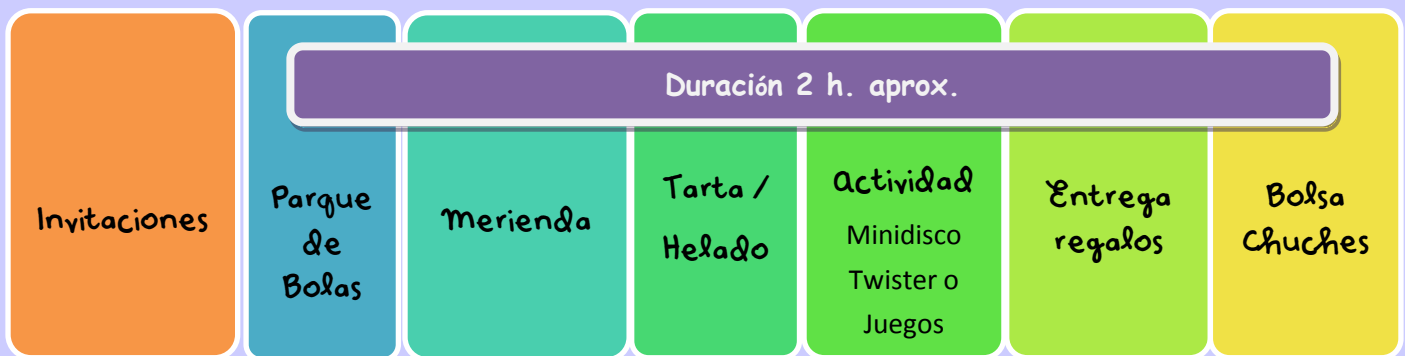 Duración 2 h. aprox.
Invitaciones
Parque
de
Bolas
Merienda
Tarta /
Helado
Actividad
Minidisco
Twister o
Juegos
Entrega
regalos
Bolsa
Chuches